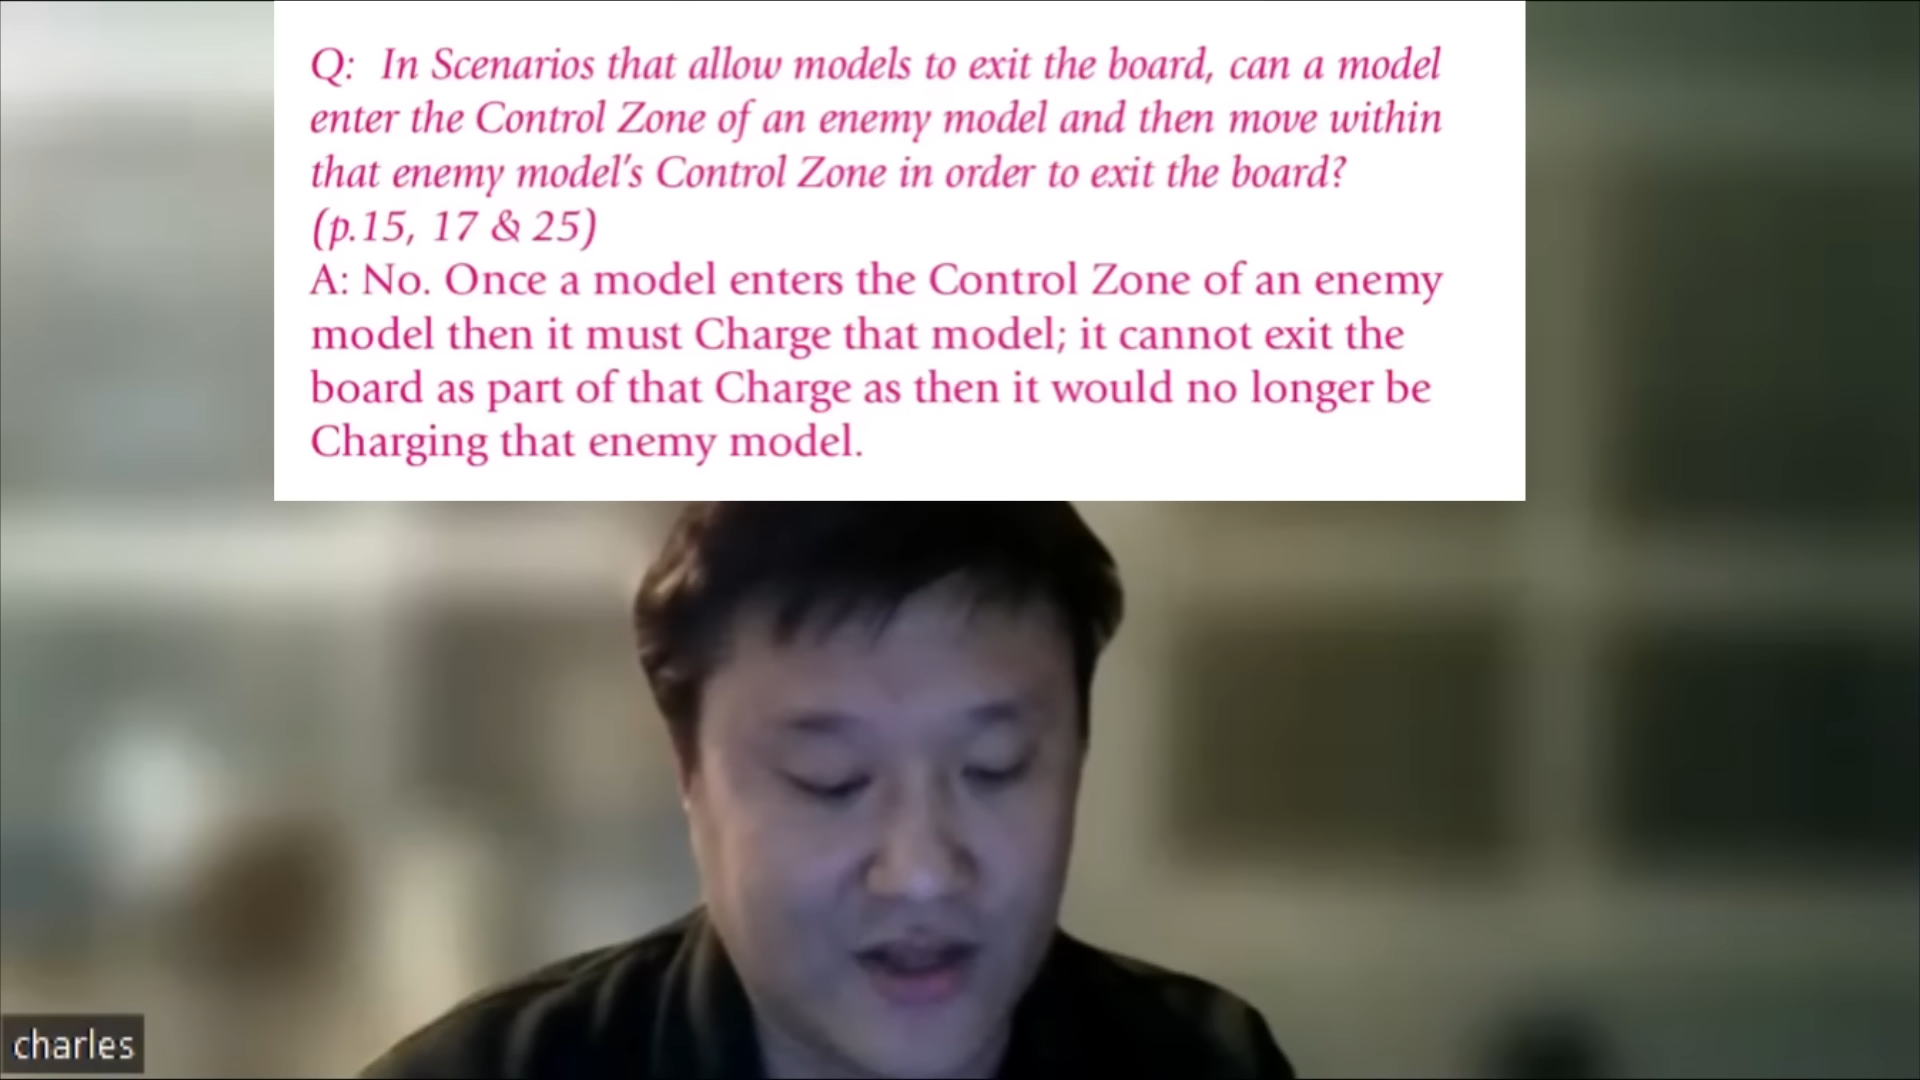 Q: In Scenarios that allow models to exit the board, can a model
enter the Control Zone of an enemy model and then move within
that enemy model's Control Zone in order to exit the board?
(p.15, 17 & 25)
A: No. Once a model enters the Control Zone of an enemy
model then it must Charge that model; it cannot exit the
board as part of that Charge as then it would no longer be
Charging that enemy model.
charles